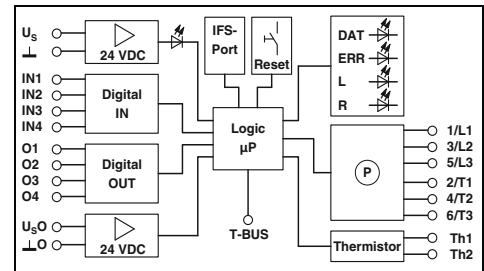 US
⊥
24 VDC
IN1
IN2
IN3
IN4
Digital
IN
O1
O2
O3
O4
Digital
OUT
USO
⊥O
24 VDC
IFS-
Port
Reset
Logic
µP
T-BUS
DAT
ERR
L
R
P
1/L1
3/L2
5/L3
2/T1
4/T2
6/T3
Thermistor
Th1
Th2